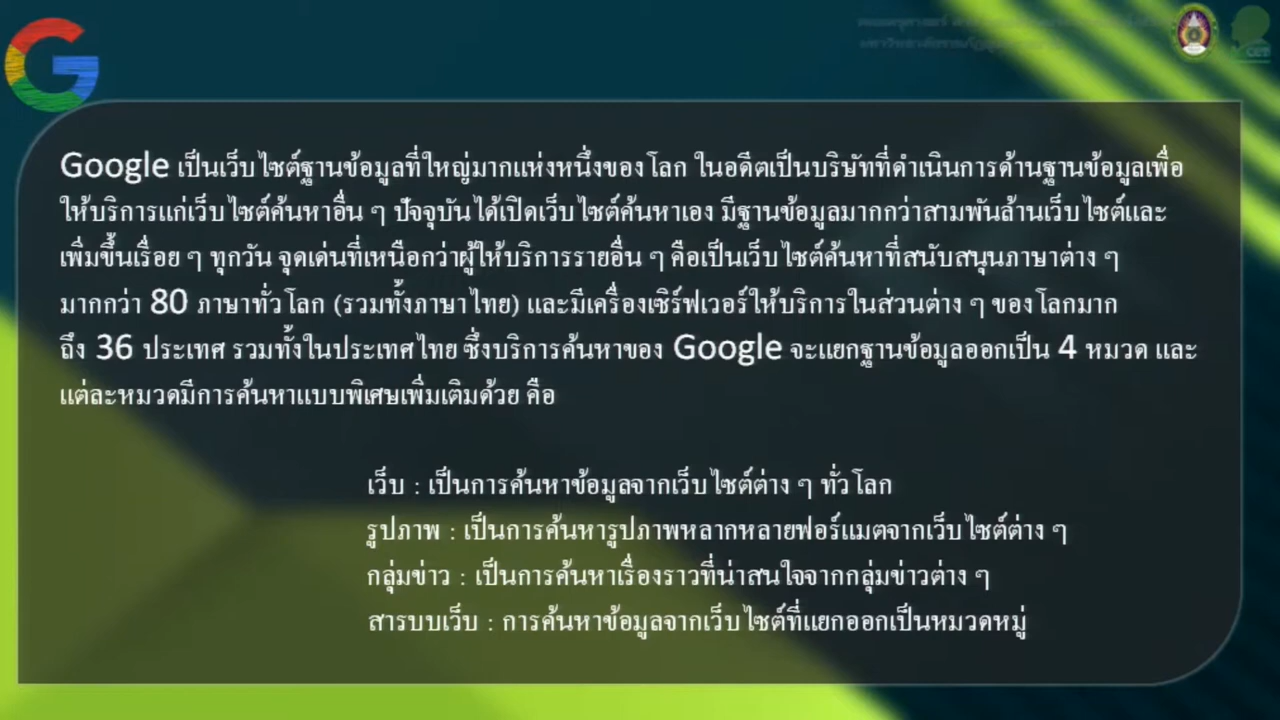 Google เป็นเว็บไซต์ฐานข้อมูลที่ใหญ่มากแห่งหนึ่งของโลก ในอดีตเป็นบริษัทที่ดำเนินการด้านฐานข้อมูลเพื่อ
ให้บริการแก่เว็บไซต์ค้นหาอื่น ๆ ปัจจุบันได้เปิดเว็บไซต์ค้นหาเอง มีฐานข้อมูลมากกว่าสามพันล้านเว็บไซต์และ
เพิ่มขึ้นเรื่อย ๆ ทุกวัน จุดเด่นที่เหนือกว่าผู้ให้บริการรายอื่น ๆ คือเป็นเว็บไซต์ค้นหาที่สนับสนุนภาษาต่าง ๆ
มากกว่า 80 ภาษาทั่วโลก (รวมทั้งภาษาไทย) และมีเครื่องเซิร์ฟเวอร์ให้บริการในส่วนต่าง ๆ ของโลกมาก
ถึง 36 ประเทศ รวมทั้งในประเทศไทย ซึ่งบริการค้นหาของ Google จะแยกฐานข้อมูลออกเป็น 4 หมวด และ
แต่ละหมวดมีการค้นหาแบบพิเศษเพิ่มเติมด้วย คือ
เว็บ : เป็นการค้นหาข้อมูลจากเว็บไซต์ต่าง ๆ ทั่วโลก
รูปภาพ : เป็นการค้นหารูปภาพหลากหลายฟอร์แมตจากเว็บไซต์ต่าง ๆ
กลุ่มข่าว : เป็นการค้นหาเรื่องราวที่น่าสนใจจากกลุ่มข่าวต่าง ๆ
สารบบเว็บ : การค้นหาข้อมูลจากเว็บไซต์ที่แยกออกเป็นหมวดหมู่